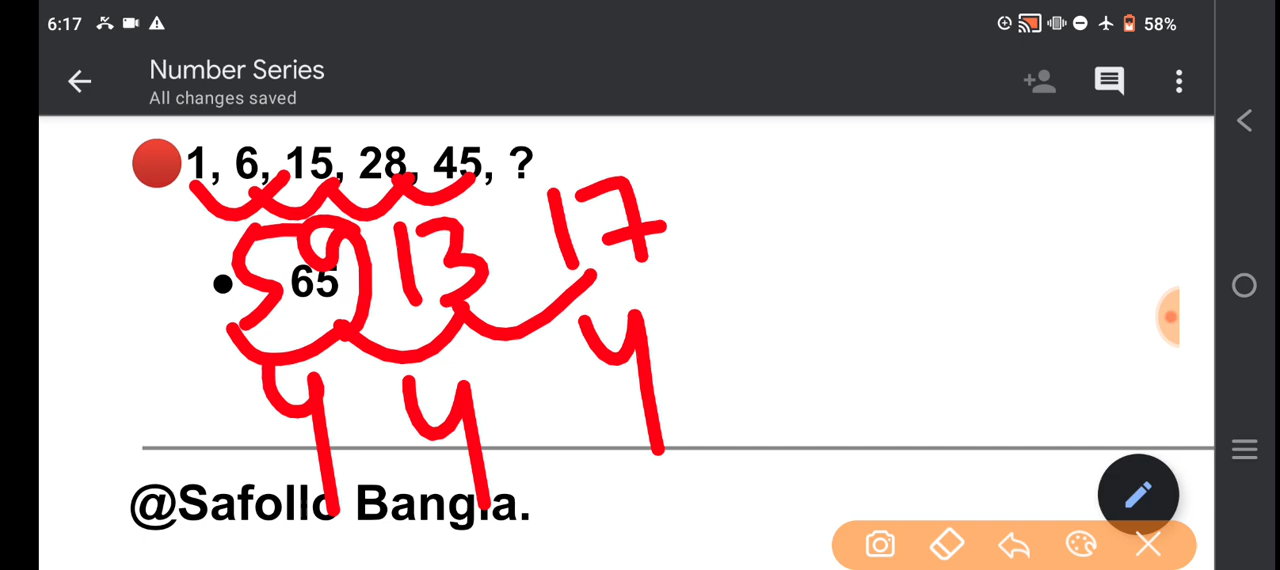 6:17 58%
Number Series
All changes saved
1, 6, 15, 28, 45, ?
5 9 13 17
• 65
4 4 4
@Safollo Bangla.